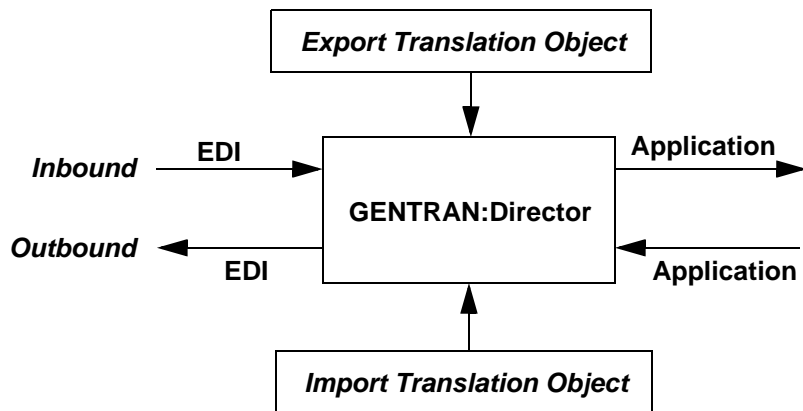 Export Translation Object
EDI
Application
Inbound
GENTRAN:Director
Outbound
EDI
Application
Import Translation Object